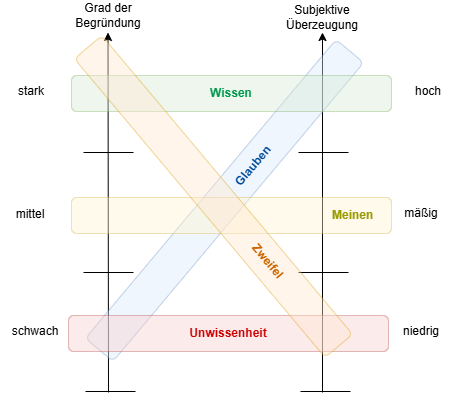 Grad der
Begründung
Subjektive
Überzeugung
stark
Wissen
hoch
Glauben
mittel
Meinen
mäßig
Zweifel
schwach
Unwissenheit
niedrig